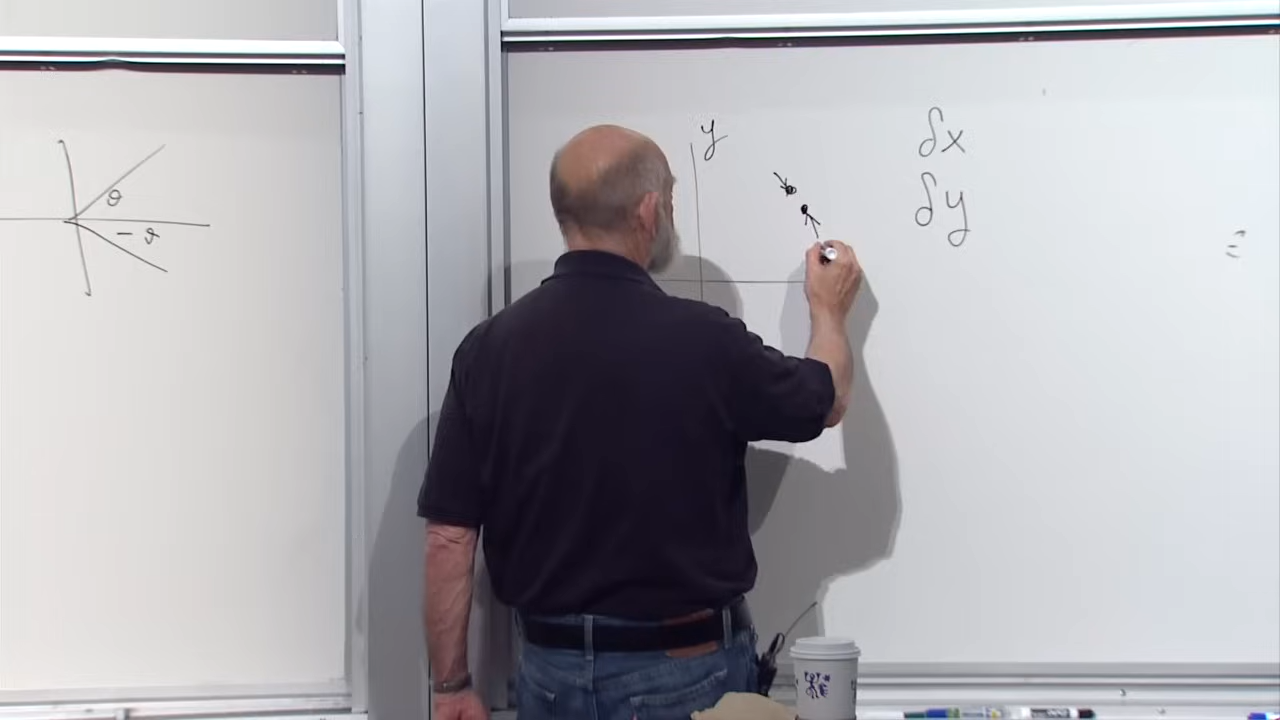 θ
- θ
y
δx
δy
=